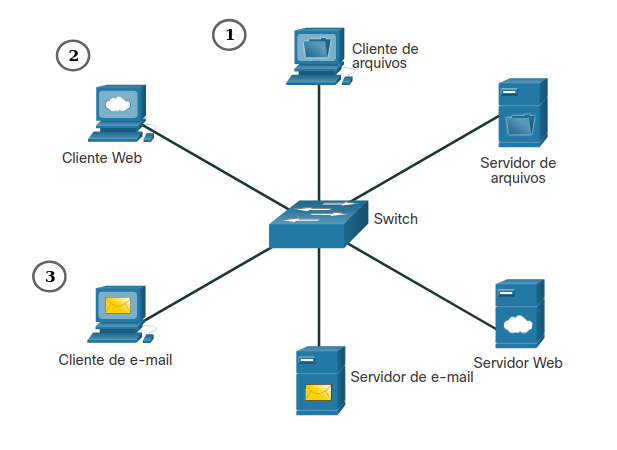 1
Cliente de
arquivos
2
Cliente Web
Servidor de
arquivos
Switch
3
Cliente de e-mail
Servidor de e-mail
Servidor Web